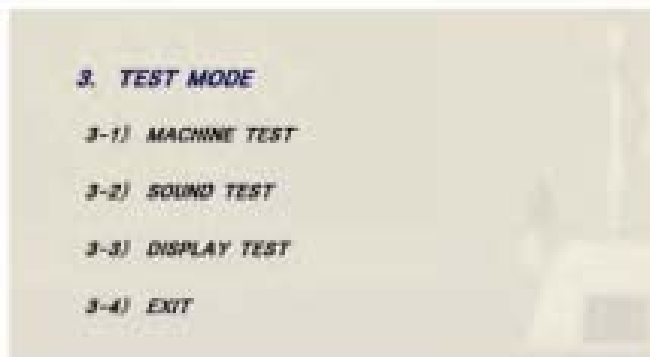 3. TEST MODE
3-1) MACHINE TEST
3-2) SOUND TEST
3-3) DISPLAY TEST
3-4) EXIT